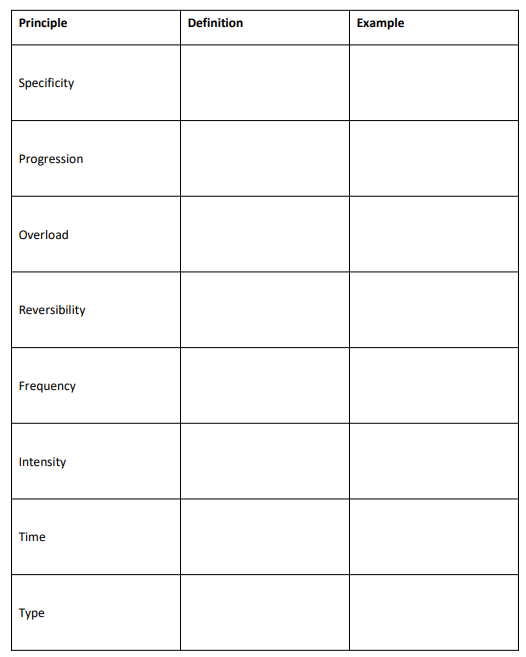 Principle Definition Example
Specificity
Progression
Overload
Reversibility
Frequency
Intensity
Time
Type